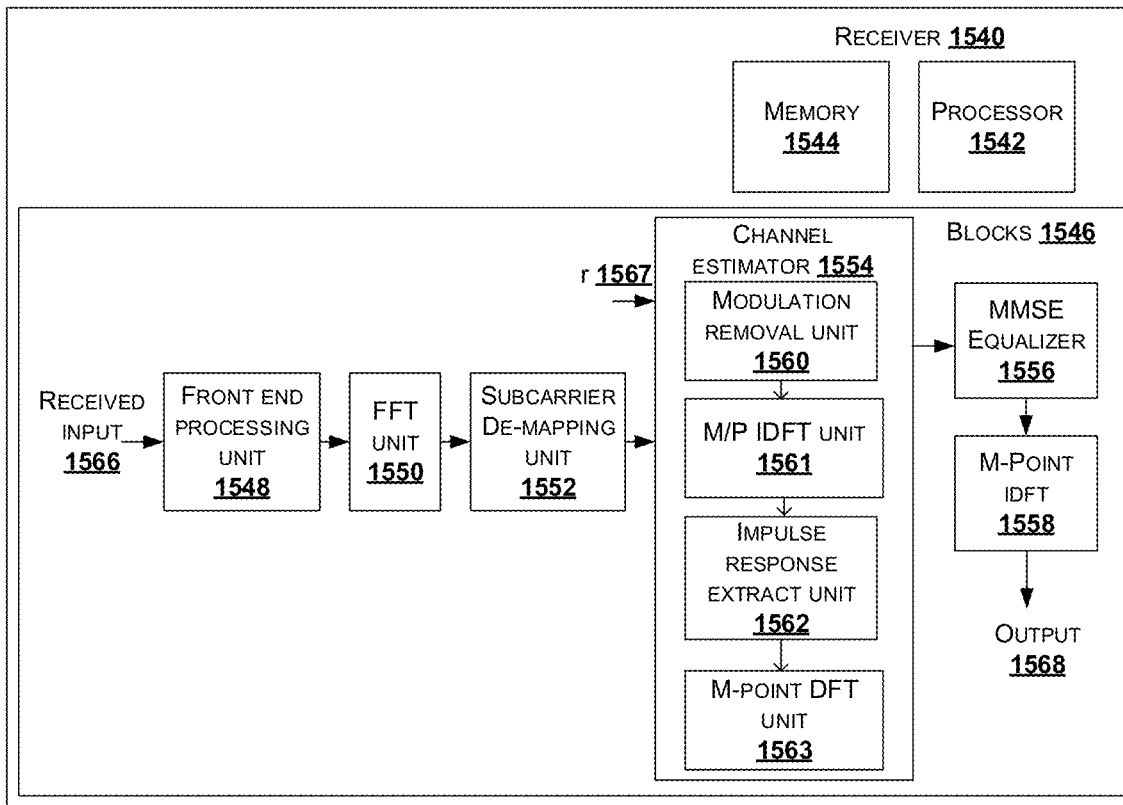 RECEIVER 1540
MEMORY
1544
PROCESSOR
1542
BLOCKS 1546
RECEIVED
INPUT
1566
FRONT END
PROCESSING
UNIT
1548
FFT
UNIT
1550
SUBCARRIER
DE-MAPPING
UNIT
1552
r 1567
CHANNEL
ESTIMATOR 1554
MODULATION
REMOVAL UNIT
1560
M/P IDFT UNIT
1561
IMPULSE
RESPONSE
EXTRACT UNIT
1562
M-POINT DFT
UNIT
1563
MMSE
EQUALIZER
1556
M-POINT
IDFT
1558
OUTPUT
1568